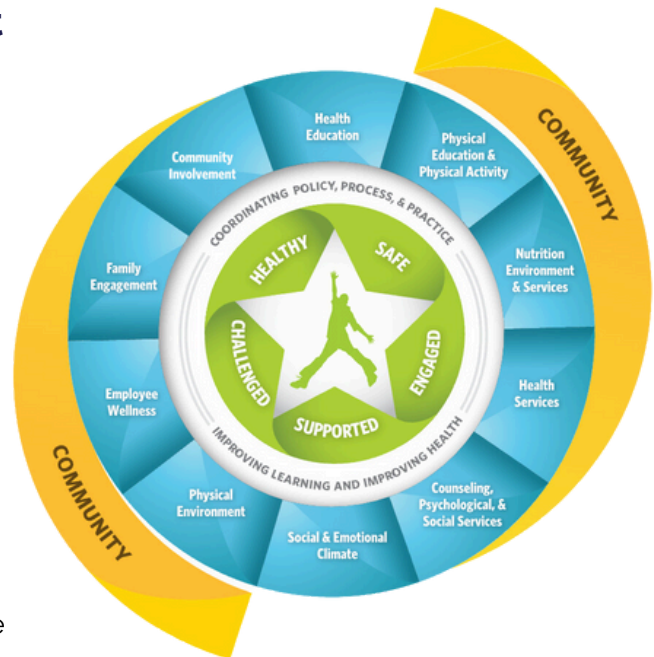 COMMUNITY
Health
Education
Physical
Education &
Physical Activity
Nutrition
Environment
& Services
Health
Services
Counseling,
Psychological, &
Social Services
Social & Emotional
Climate
Physical
Environment
Employee
Wellness
Family
Engagement
Community
Involvement
COORDINATING POLICY, PROCESS, & PRACTICE
IMPROVING LEARNING AND IMPROVING HEALTH
HEALTHY
SAFE
ENGAGED
SUPPORTED
CHALLENGED
COMMUNITY
e